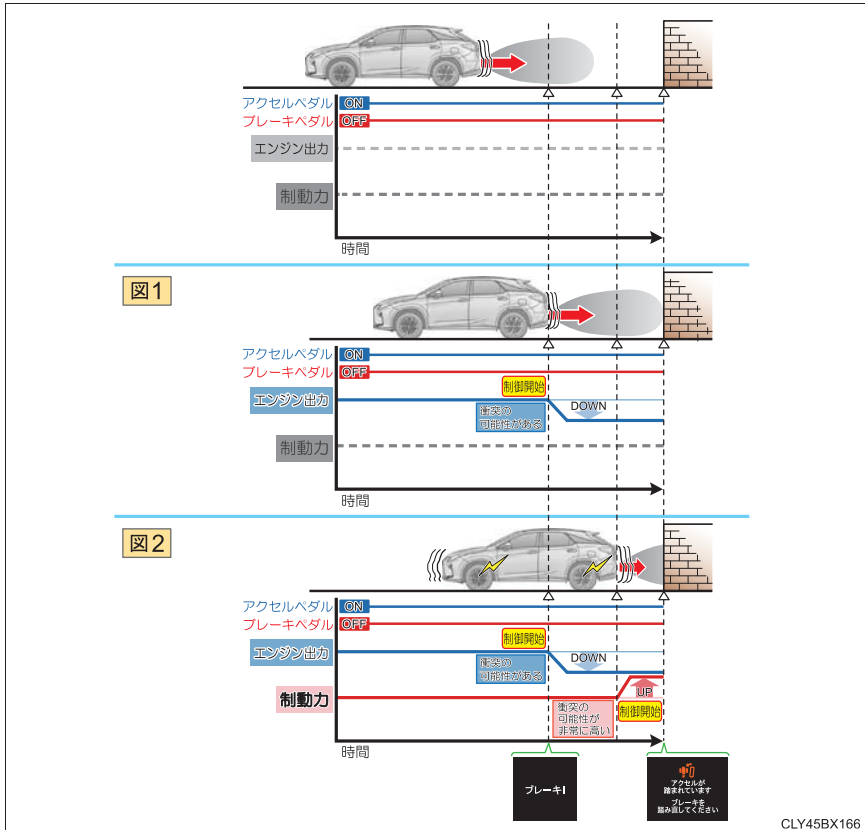 アクセルペダル ON
ブレーキペダル OFF
エンジン出力
制動力
時間
図1
アクセルペダル ON
ブレーキペダル OFF
制御開始
エンジン出力
DOWN
衝突の
可能性がある
制動力
時間
図2
アクセルペダル ON
ブレーキペダル OFF
制御開始
エンジン出力
DOWN
衝突の
可能性がある
制動力
UP
衝突の
可能性が
非常に高い
制御開始
時間
ブレーキ!
アクセルが
踏まれています
ブレーキを
踏み直してください
CLY45BX166